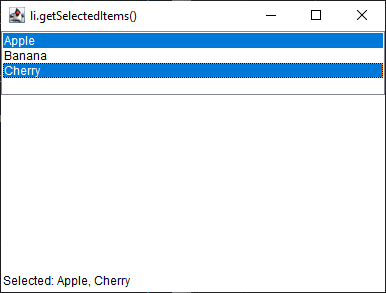 li.getSelectedItems()
Apple
Banana
Cherry
Selected: Apple, Cherry